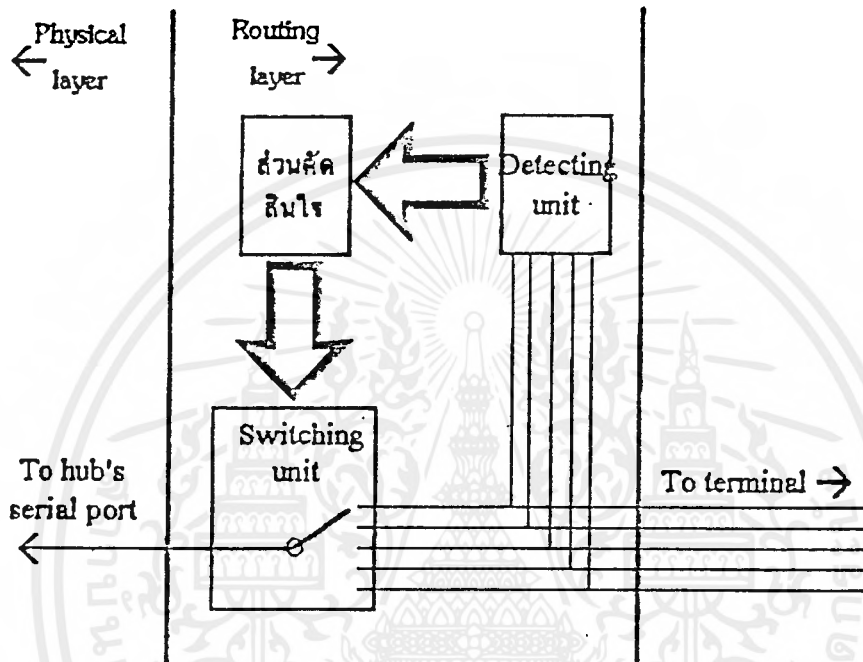 Physical
layer
Routing
layer
ส่วนตัด
สินใจ
Detecting
unit
Switching
unit
To hub's
serial port
To terminal